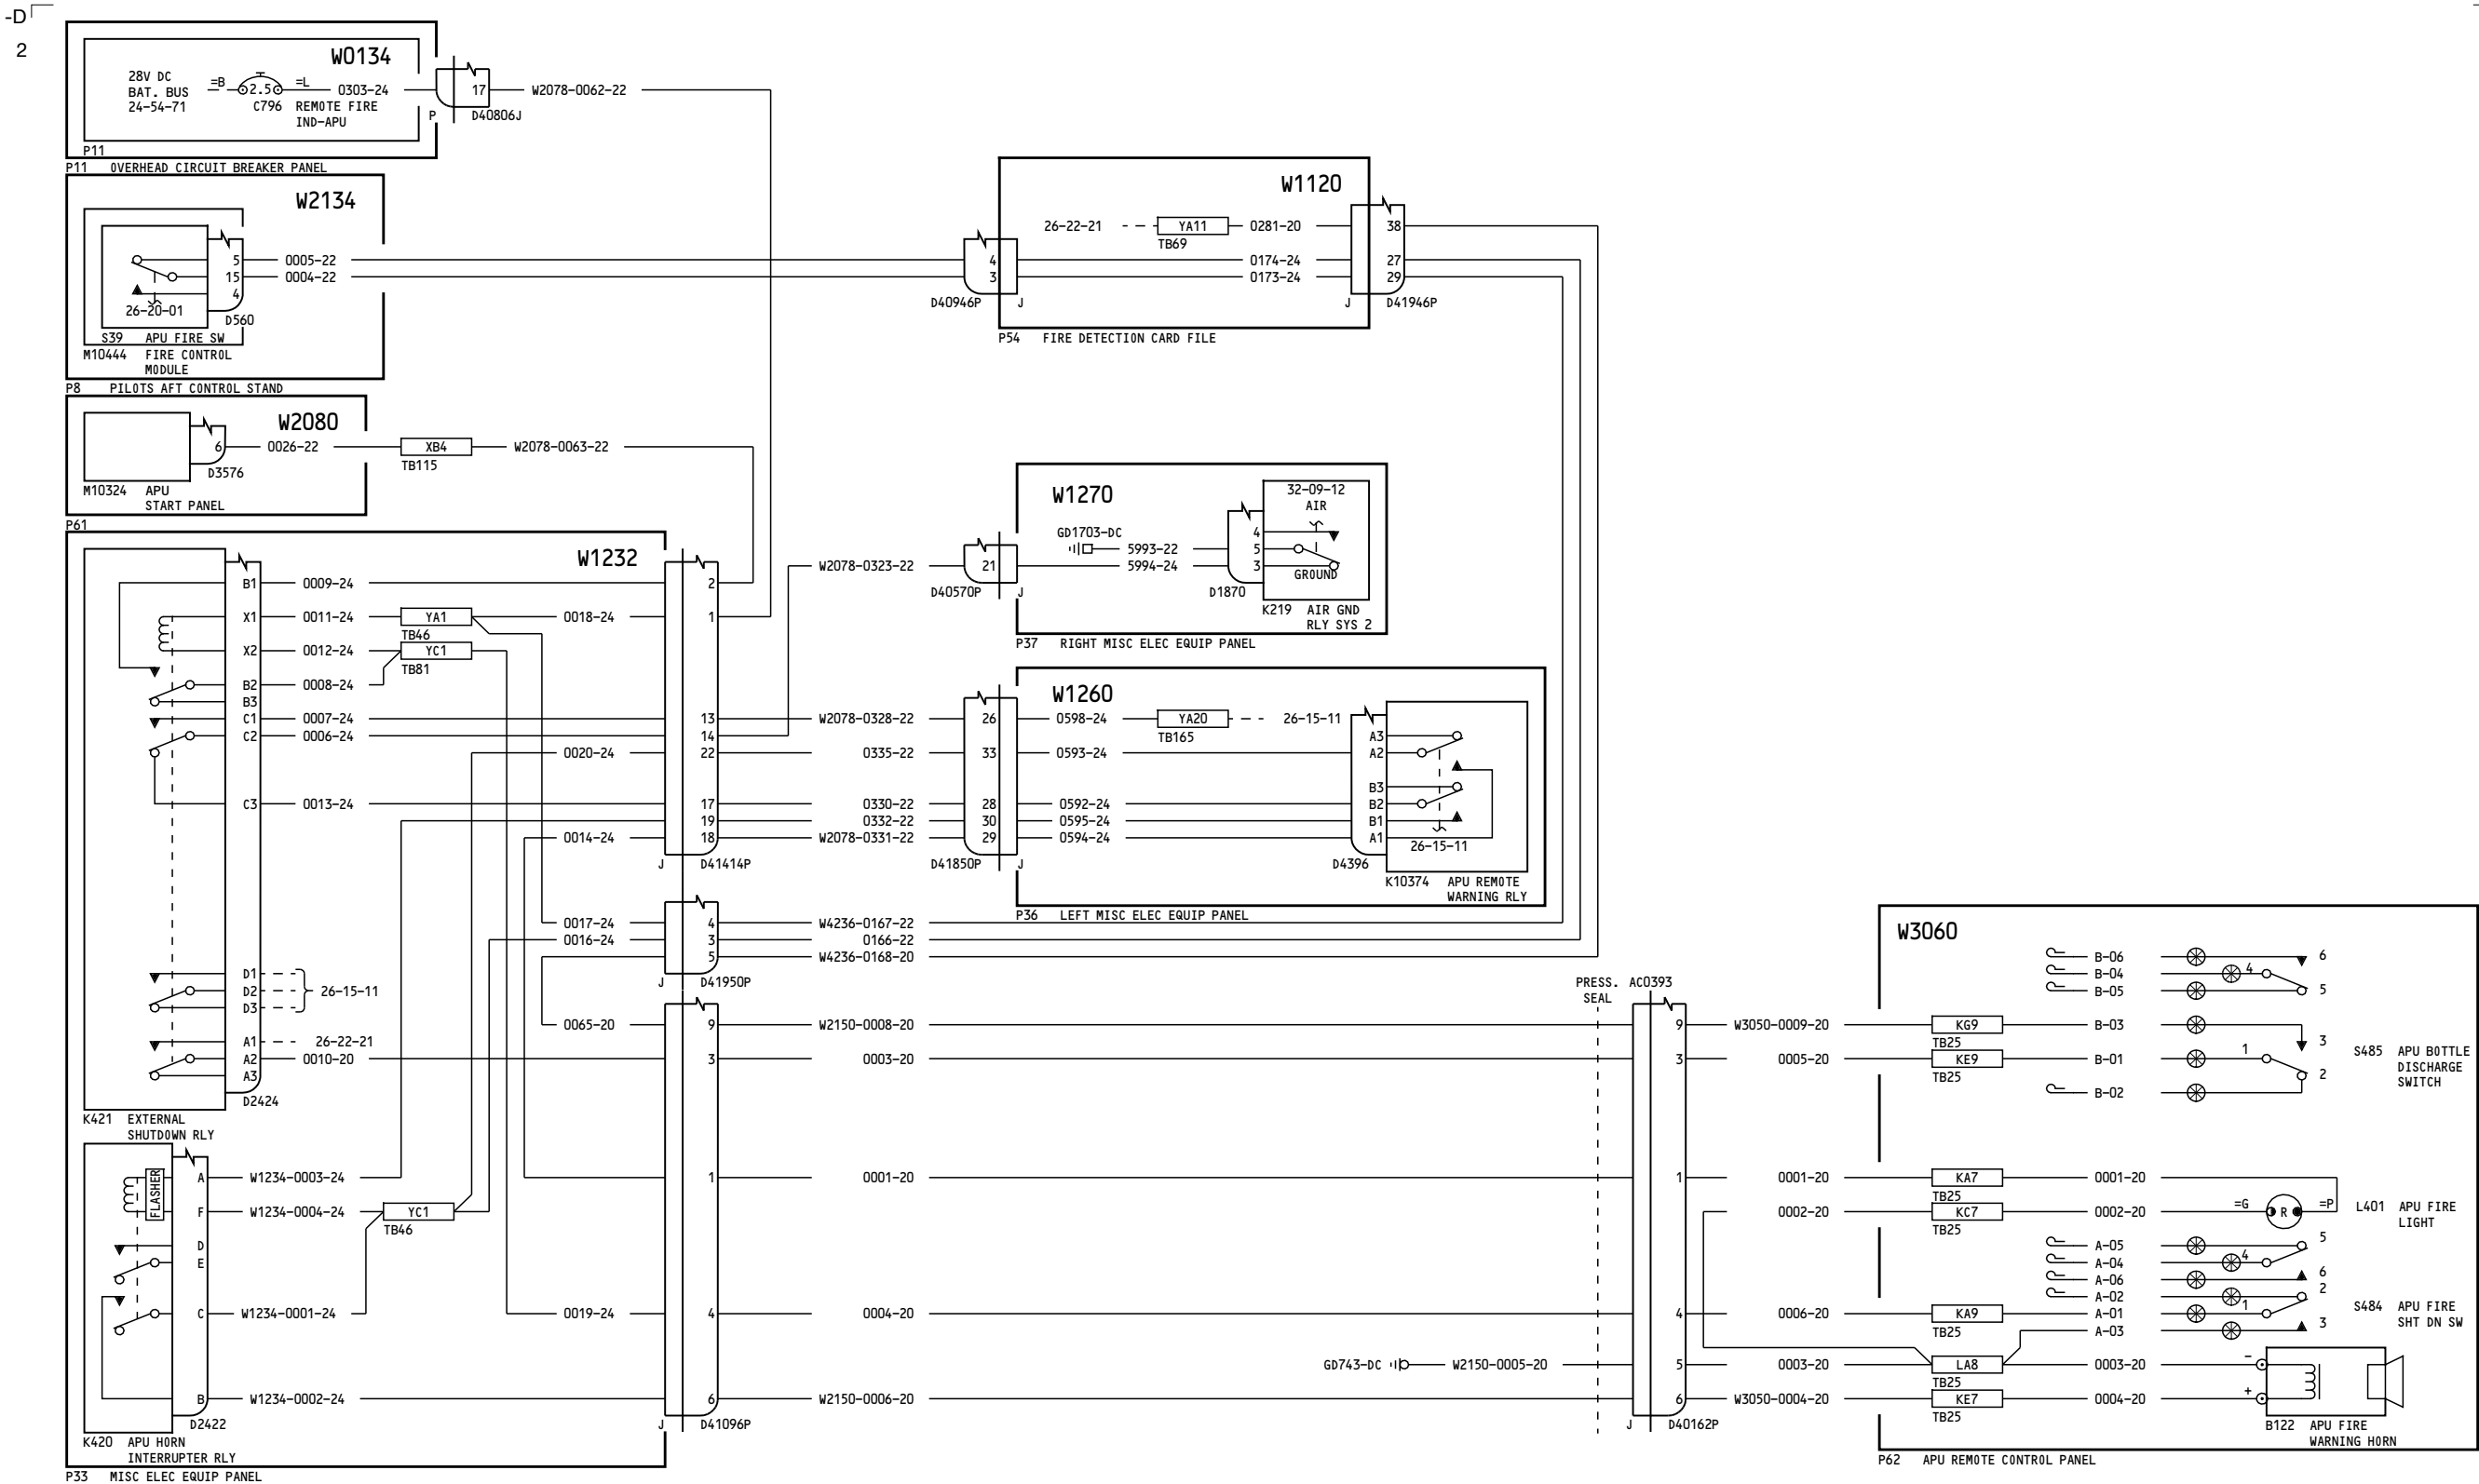 -D
2
W0134
28V DC
BAT. BUS
24-54-71
=B
2.5
=L
0303-24
C796 REMOTE FIRE
IND-APU
P11
P
17
D40806J
W2078-0062-22
P11 OVERHEAD CIRCUIT BREAKER PANEL
W2134
5
0005-22
15
0004-22
4
26-20-01
D560
S39 APU FIRE SW
M10444 FIRE CONTROL
MODULE
P8 PILOTS AFT CONTROL STAND
W1120
26-22-21
YA11
TB69
0281-20
38
4
0174-24
27
3
0173-24
29
D40946P
J
J
D41946P
P54 FIRE DETECTION CARD FILE
W2080
6
0026-22
XB4
TB115
W2078-0063-22
D3576
M10324 APU
START PANEL
P61
W1270
32-09-12
AIR
GD1703-DC
4
5993-22
5
5994-24
3
GROUND
W2078-0323-22
21
D40570P
J
D1870
K219 AIR GND
RLY SYS 2
P37 RIGHT MISC ELEC EQUIP PANEL
W1232
B1
0009-24
2
X1
0011-24
YA1
TB46
0018-24
1
X2
0012-24
YC1
TB81
B2
0008-24
B3
C1
0007-24
13
C2
0006-24
14
0020-24
22
C3
0013-24
17
19
0014-24
18
J
D41414P
W2078-0328-22
0335-22
0330-22
0332-22
W2078-0331-22
W1260
26
0598-24
YA20
TB165
26-15-11
33
0593-24
28
0592-24
30
0595-24
29
0594-24
D41850P
J
A3
A2
B3
B2
B1
A1
26-15-11
D4396
K10374 APU REMOTE
WARNING RLY
P36 LEFT MISC ELEC EQUIP PANEL
0017-24
4
W4236-0167-22
0016-24
3
0166-22
5
W4236-0168-20
J
D41950P
D1
D2
26-15-11
D3
A1
26-22-21
A2
0010-20
A3
D2424
K421 EXTERNAL
SHUTDOWN RLY
0065-20
9
W2150-0008-20
3
0003-20
1
0001-20
0019-24
4
0004-20
GD743-DC
W2150-0005-20
6
W2150-0006-20
J
D41096P
FLASHER
A
W1234-0003-24
F
W1234-0004-24
YC1
TB46
D
E
C
W1234-0001-24
B
W1234-0002-24
D2422
K420 APU HORN
INTERRUPTER RLY
P33 MISC ELEC EQUIP PANEL
PRESS.
SEAL
AC0393
9
W3050-0009-20
3
0005-20
1
0001-20
0002-20
4
0006-20
5
0003-20
6
W3050-0004-20
J
D40162P
W3060
B-06
6
B-04
4
B-05
5
KG9
TB25
B-03
3
KE9
TB25
B-01
1
2
B-02
S485 APU BOTTLE
DISCHARGE
SWITCH
KA7
TB25
0001-20
KC7
TB25
0002-20
=G
R
=P
L401 APU FIRE
LIGHT
A-05
5
A-04
4
A-06
6
A-02
2
KA9
TB25
A-01
1
A-03
3
S484 APU FIRE
SHT DN SW
LA8
TB25
0003-20
-
KE7
TB25
0004-20
+
B122 APU FIRE
WARNING HORN
P62 APU REMOTE CONTROL PANEL